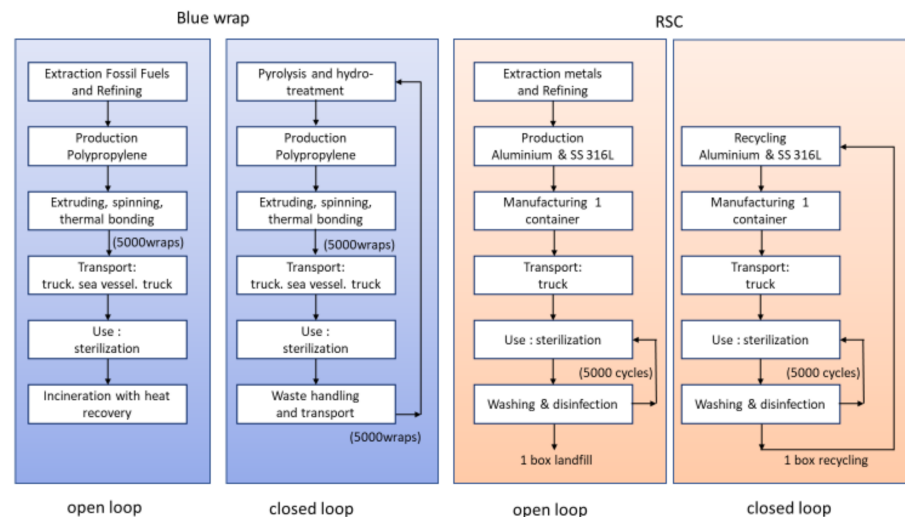 Blue wrap
RSC
Extraction Fossil Fuels
and Refining
Production
Polypropylene
Extruding, spinning,
thermal bonding
(5000wraps)
Transport:
truck. sea vessel. truck
Use :
sterilization
Incineration with heat
recovery
open loop
Pyrolysis and hydro-
treatment
Production
Polypropylene
Extruding, spinning,
thermal bonding
(5000wraps)
Transport:
truck. sea vessel. truck
Use :
sterilization
Waste handling
and transport
(5000wraps)
closed loop
Extraction metals
and Refining
Production
Aluminium & SS 316L
Manufacturing 1
container
Transport:
truck
Use : sterilization
(5000 cycles)
Washing & disinfection
1 box landfill
open loop
Recycling
Aluminium & SS 316L
Manufacturing 1
container
Transport:
truck
Use : sterilization
(5000 cycles)
Washing & disinfection
1 box recycling
closed loop